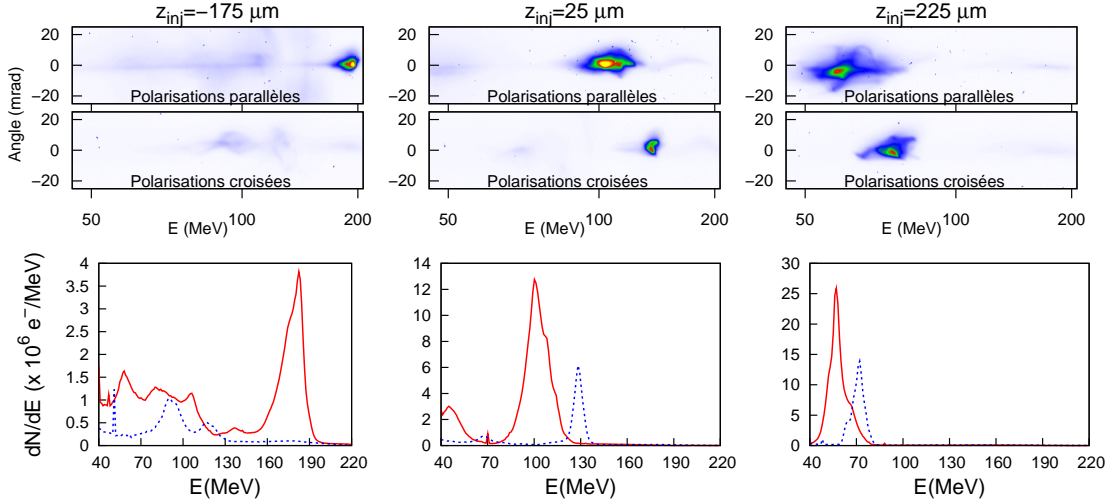 z_inj=−175 μm z_inj=25 μm z_inj=225 μm
Angle (mrad)
20
0
−20
Polarisations parallèles
Polarisations parallèles
Polarisations parallèles
20
0
−20
Polarisations croisées
Polarisations croisées
Polarisations croisées
50 100 200
E (MeV)
50 100 200
E (MeV)
50 100 200
E (MeV)
dN/dE (x 10^6 e^-/MeV)
4
3.5
3
2.5
2
1.5
1
0.5
0
40 70 100 130 160 190 220
E(MeV)
14
12
10
8
6
4
2
0
40 70 100 130 160 190 220
E(MeV)
30
25
20
15
10
5
0
40 70 100 130 160 190 220
E(MeV)